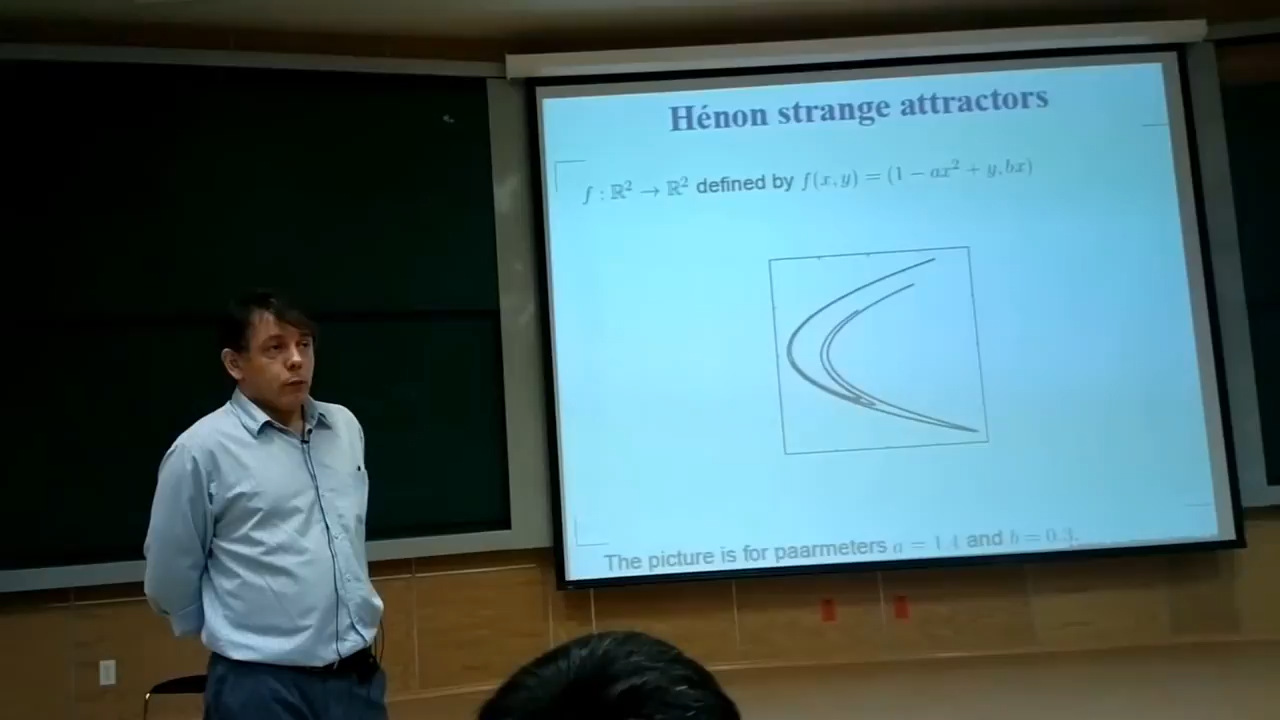 Hénon strange attractors
f : ℝ² → ℝ² defined by f(x, y) = (1 − ax² + y, bx)
The picture is for paarmeters a = 1.4 and b = 0.3.